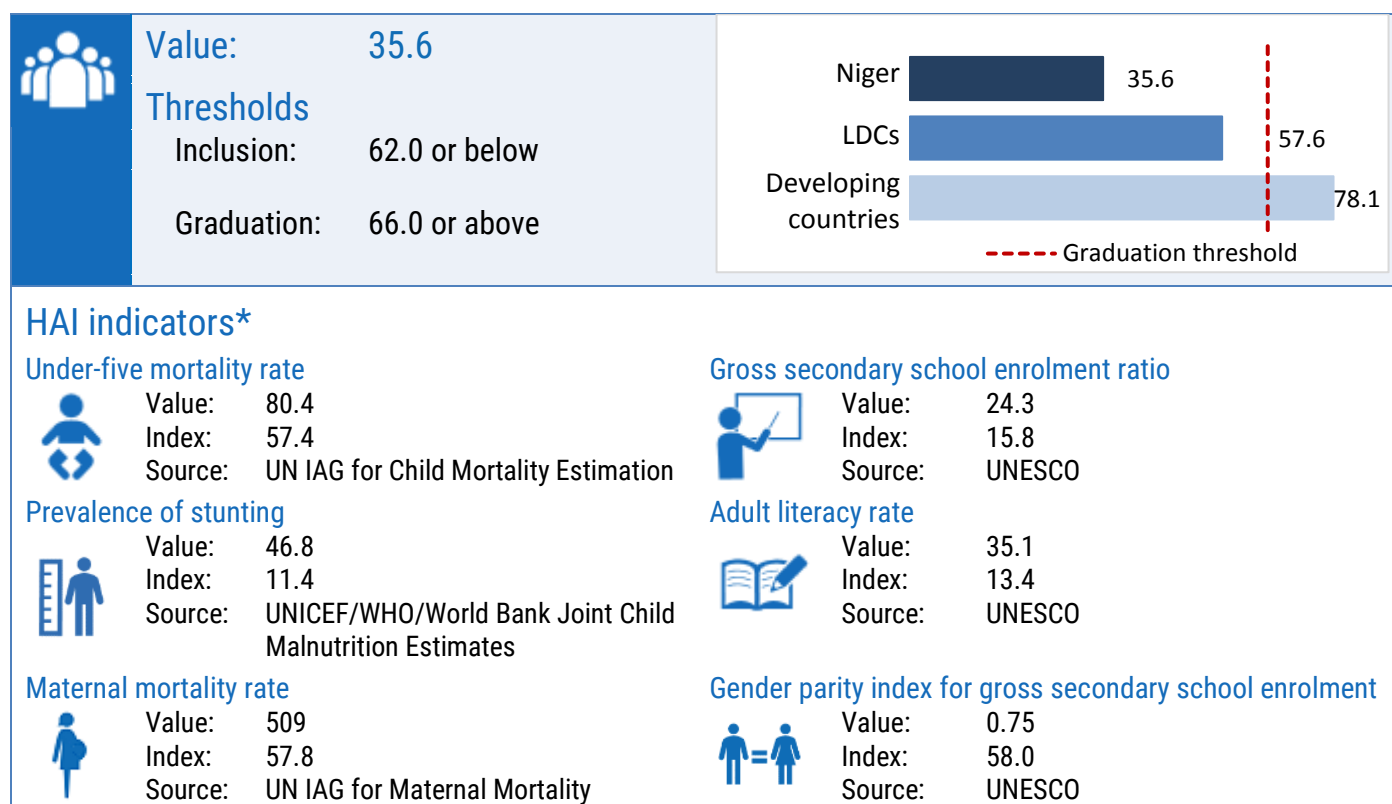 Value: 35.6
Thresholds
Inclusion: 62.0 or below
Graduation: 66.0 or above
Niger 35.6
LDCs 57.6
Developing
countries 78.1
Graduation threshold
HAI indicators*
Under-five mortality rate
Value: 80.4
Index: 57.4
Source: UN IAG for Child Mortality Estimation
Prevalence of stunting
Value: 46.8
Index: 11.4
Source: UNICEF/WHO/World Bank Joint Child
Malnutrition Estimates
Maternal mortality rate
Value: 509
Index: 57.8
Source: UN IAG for Maternal Mortality
Gross secondary school enrolment ratio
Value: 24.3
Index: 15.8
Source: UNESCO
Adult literacy rate
Value: 35.1
Index: 13.4
Source: UNESCO
Gender parity index for gross secondary school enrolment
Value: 0.75
Index: 58.0
Source: UNESCO